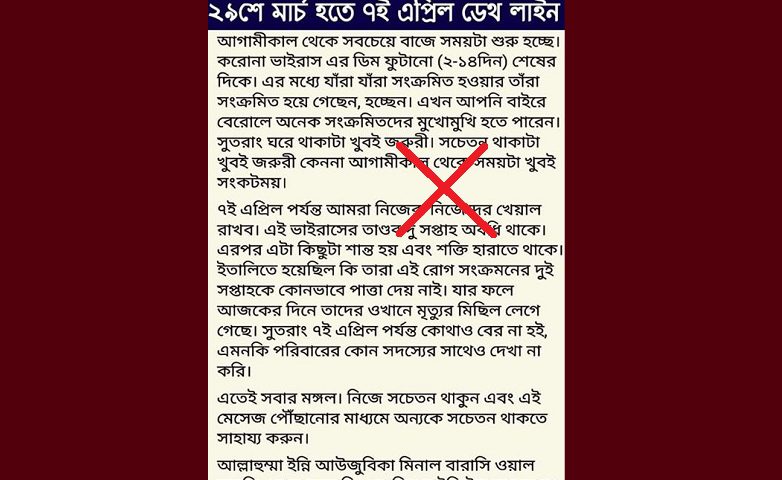 ২৯শে মার্চ হতে ৭ই এপ্রিল ডেথ লাইন
আগামীকাল থেকে সবচেয়ে বাজে সময়টা শুরু হচ্ছে।
করোনা ভাইরাস এর ডিম ফুটানো (২-১৪দিন) শেষের
দিকে। এর মধ্যে যাঁরা যাঁরা সংক্রমিত হওয়ার তাঁরা
সংক্রমিত হয়ে গেছেন, হচ্ছেন। এখন আপনি বাইরে
বেরোলে অনেক সংক্রমিতদের মুখোমুখি হতে পারেন।
সুতরাং ঘরে থাকাটা খুবই জরুরী। সচেতন থাকাটা
খুবই জরুরী কেননা আগামীকাল থেকে সময়টা খুবই
সংকটময়।
৭ই এপ্রিল পর্যন্ত আমরা নিজেরা নিজেদের খেয়াল
রাখব। এই ভাইরাসের তাণ্ডব দু সপ্তাহ অবধি থাকে।
এরপর এটা কিছুটা শান্ত হয় এবং শক্তি হারাতে থাকে।
ইতালিতে হয়েছিল কি তারা এই রোগ সংক্রমনের দুই
সপ্তাহকে কোনভাবে পাত্তা দেয় নাই। যার ফলে
আজকের দিনে তাদের ওখানে মৃত্যুর মিছিল লেগে
গেছে। সুতরাং ৭ই এপ্রিল পর্যন্ত কোথাও বের না হই,
এমনকি পরিবারের কোন সদস্যের সাথেও দেখা না
করি।
এতেই সবার মঙ্গল। নিজে সচেতন থাকুন এবং এই
মেসেজ পৌঁছানোর মাধ্যমে অন্যকে সচেতন থাকতে
সাহায্য করুন।
আল্লাহুম্মা ইন্নি আউজুবিকা মিনাল বারাসি ওয়াল